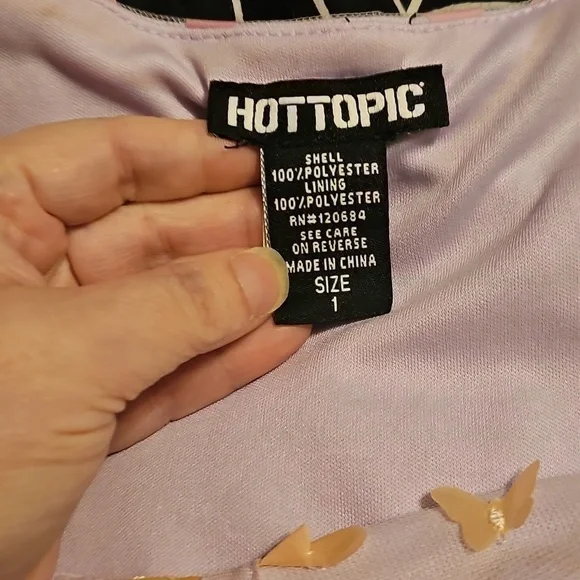 HOTTOPIC
SHELL
100%POLYESTER
LINING
100%POLYESTER
RN#120684
SEE CARE
ON REVERSE
MADE IN CHINA
SIZE
1